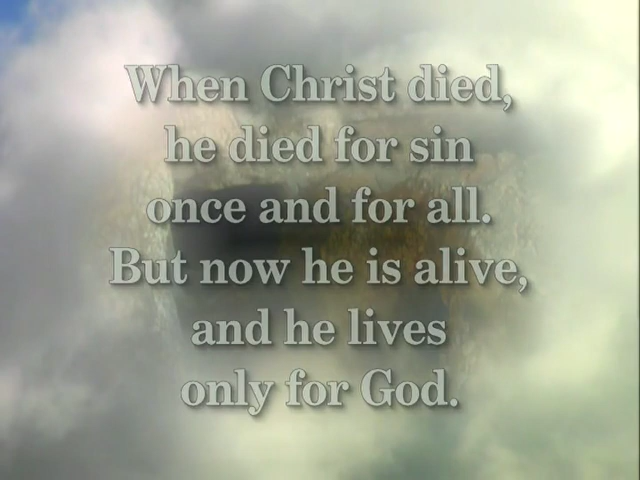 When Christ died,
he died for sin
once and for all.
But now he is alive,
and he lives
only for God.